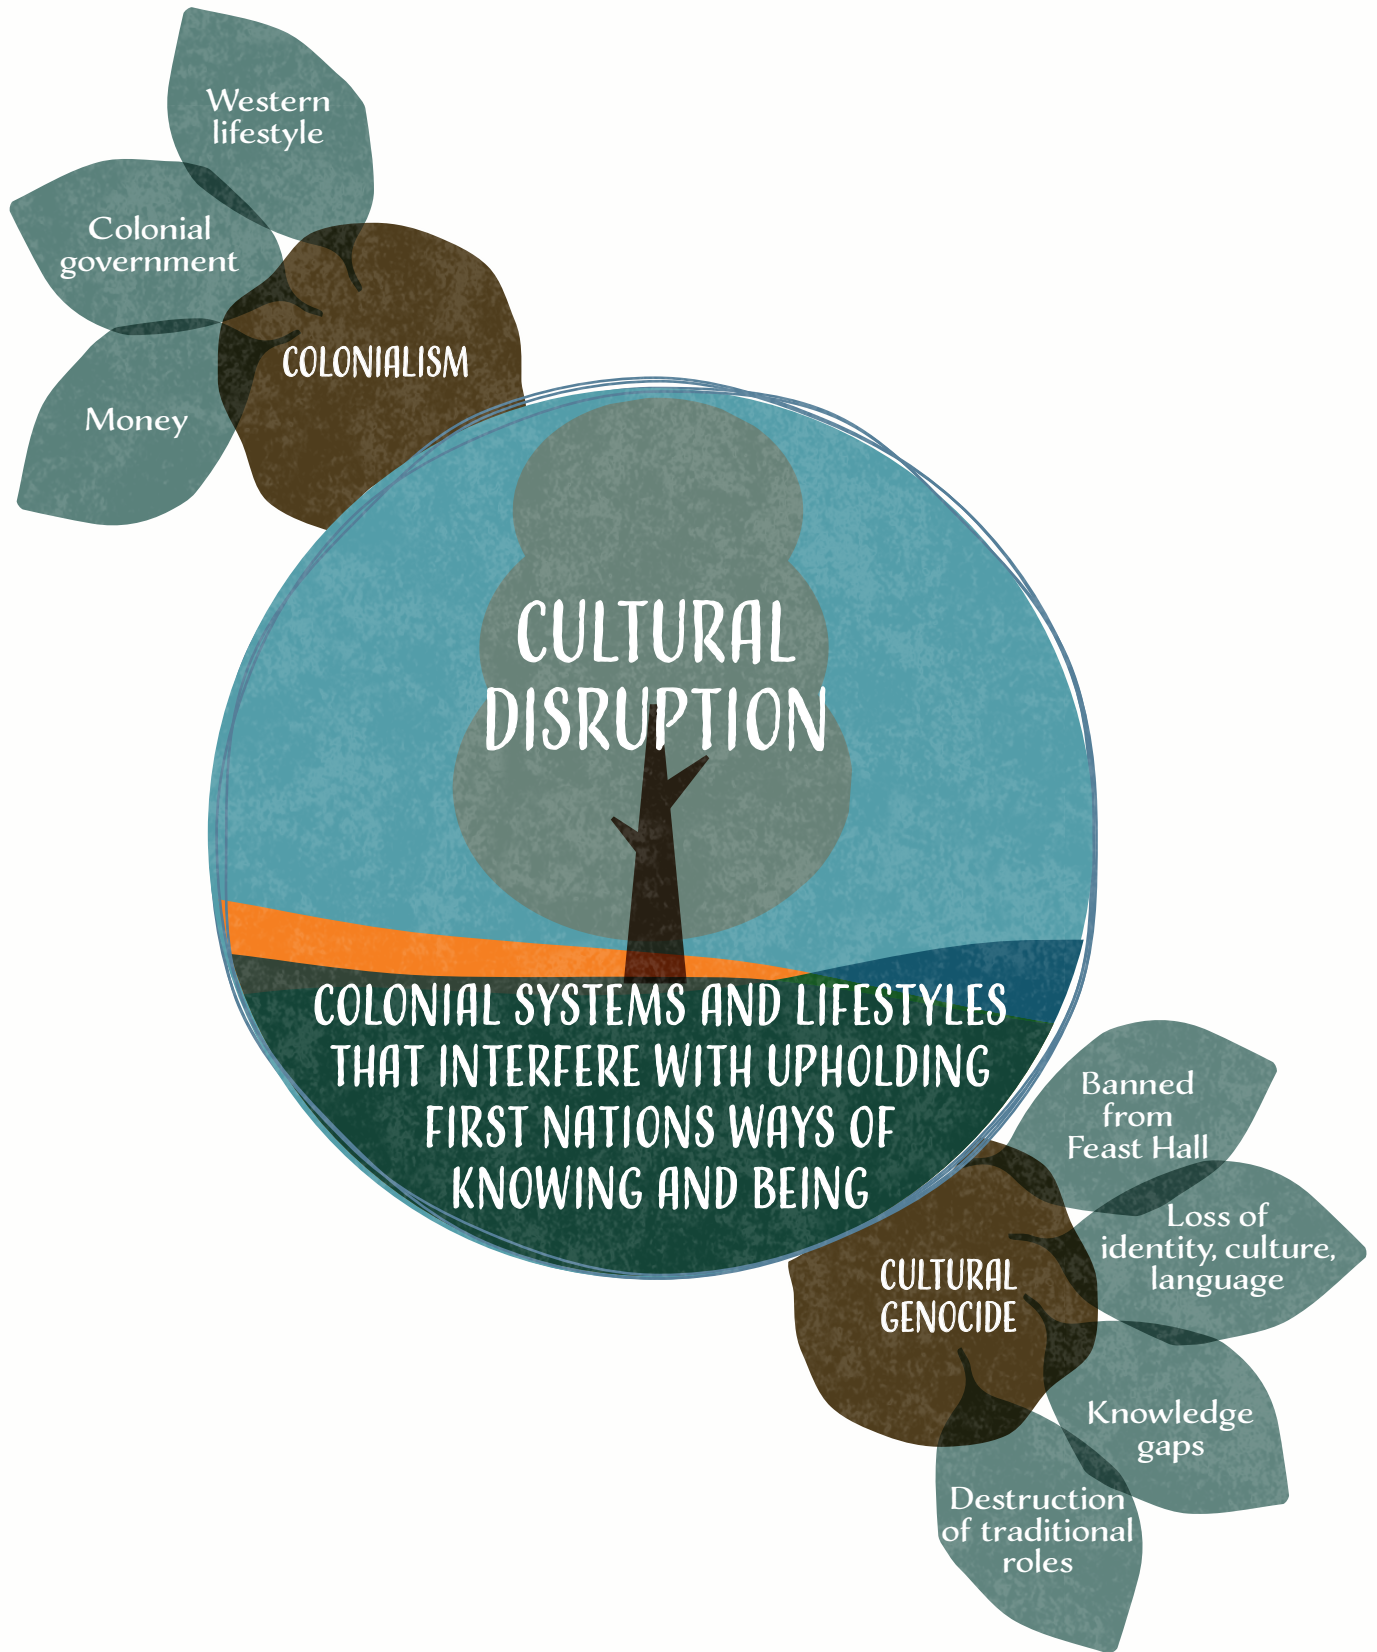 Western
lifestyle
Colonial
government
Money
COLONIALISM
CULTURAL
DISRUPTION
COLONIAL SYSTEMS AND LIFESTYLES
THAT INTERFERE WITH UPHOLDING
FIRST NATIONS WAYS OF
KNOWING AND BEING
CULTURAL
GENOCIDE
Banned
from
Feast Hall
Loss of
identity, culture,
language
Knowledge
gaps
Destruction
of traditional
roles